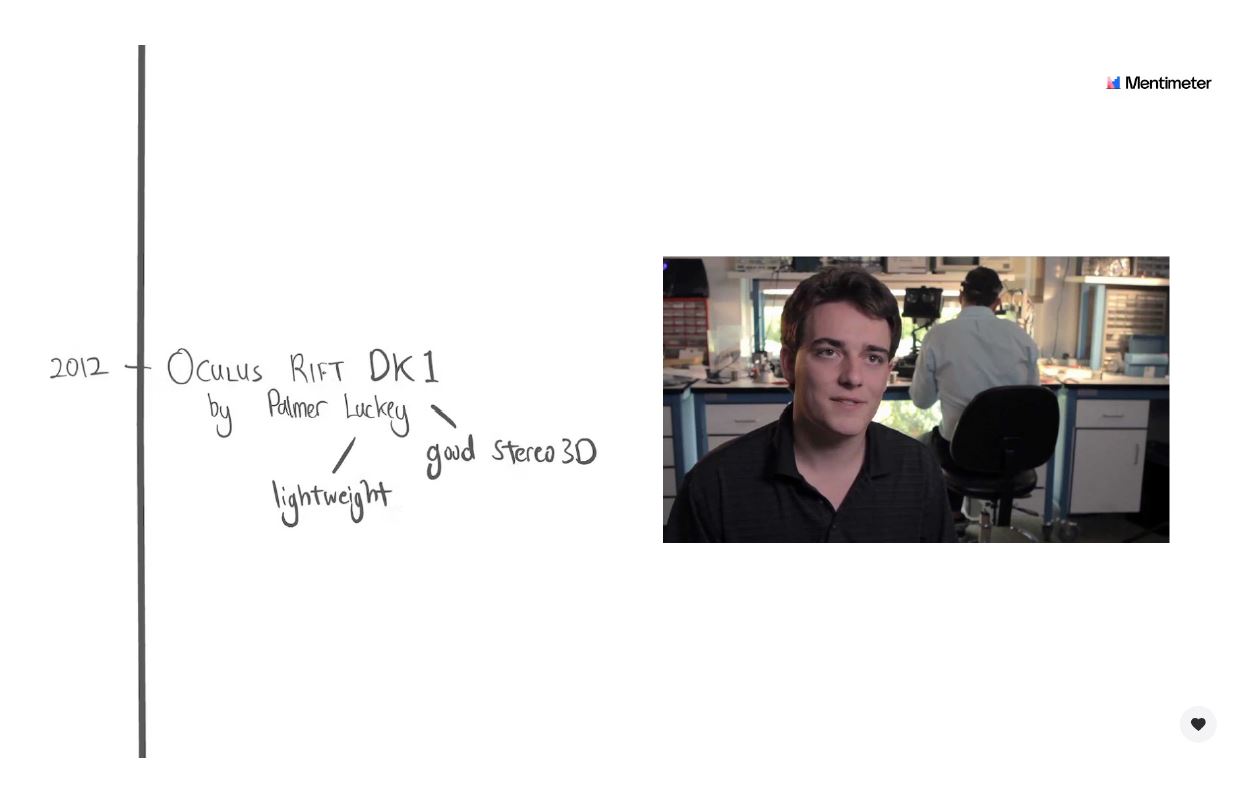 Mentimeter
2012
OCULUS RIFT DK1
by Palmer Luckey
good stereo 3D
lightweight